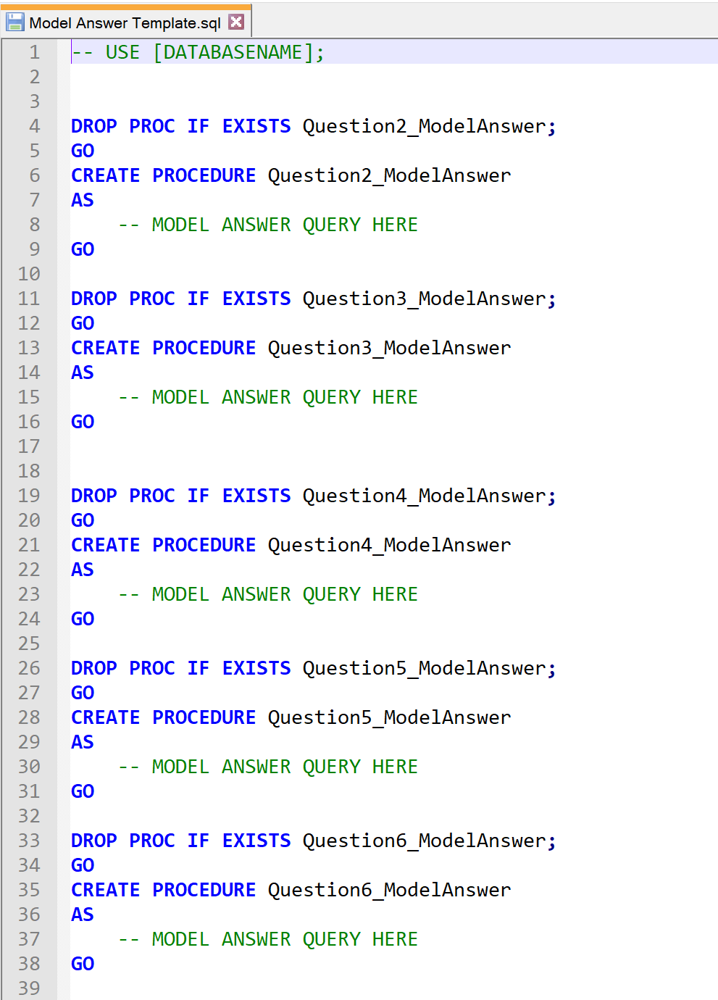 Model Answer Template.sql
1 -- USE [DATABASENAME];
2
3
4 DROP PROC IF EXISTS Question2_ModelAnswer;
5 GO
6 CREATE PROCEDURE Question2_ModelAnswer
7 AS
8 -- MODEL ANSWER QUERY HERE
9 GO
10
11 DROP PROC IF EXISTS Question3_ModelAnswer;
12 GO
13 CREATE PROCEDURE Question3_ModelAnswer
14 AS
15 -- MODEL ANSWER QUERY HERE
16 GO
17
18
19 DROP PROC IF EXISTS Question4_ModelAnswer;
20 GO
21 CREATE PROCEDURE Question4_ModelAnswer
22 AS
23 -- MODEL ANSWER QUERY HERE
24 GO
25
26 DROP PROC IF EXISTS Question5_ModelAnswer;
27 GO
28 CREATE PROCEDURE Question5_ModelAnswer
29 AS
30 -- MODEL ANSWER QUERY HERE
31 GO
32
33 DROP PROC IF EXISTS Question6_ModelAnswer;
34 GO
35 CREATE PROCEDURE Question6_ModelAnswer
36 AS
37 -- MODEL ANSWER QUERY HERE
38 GO
39